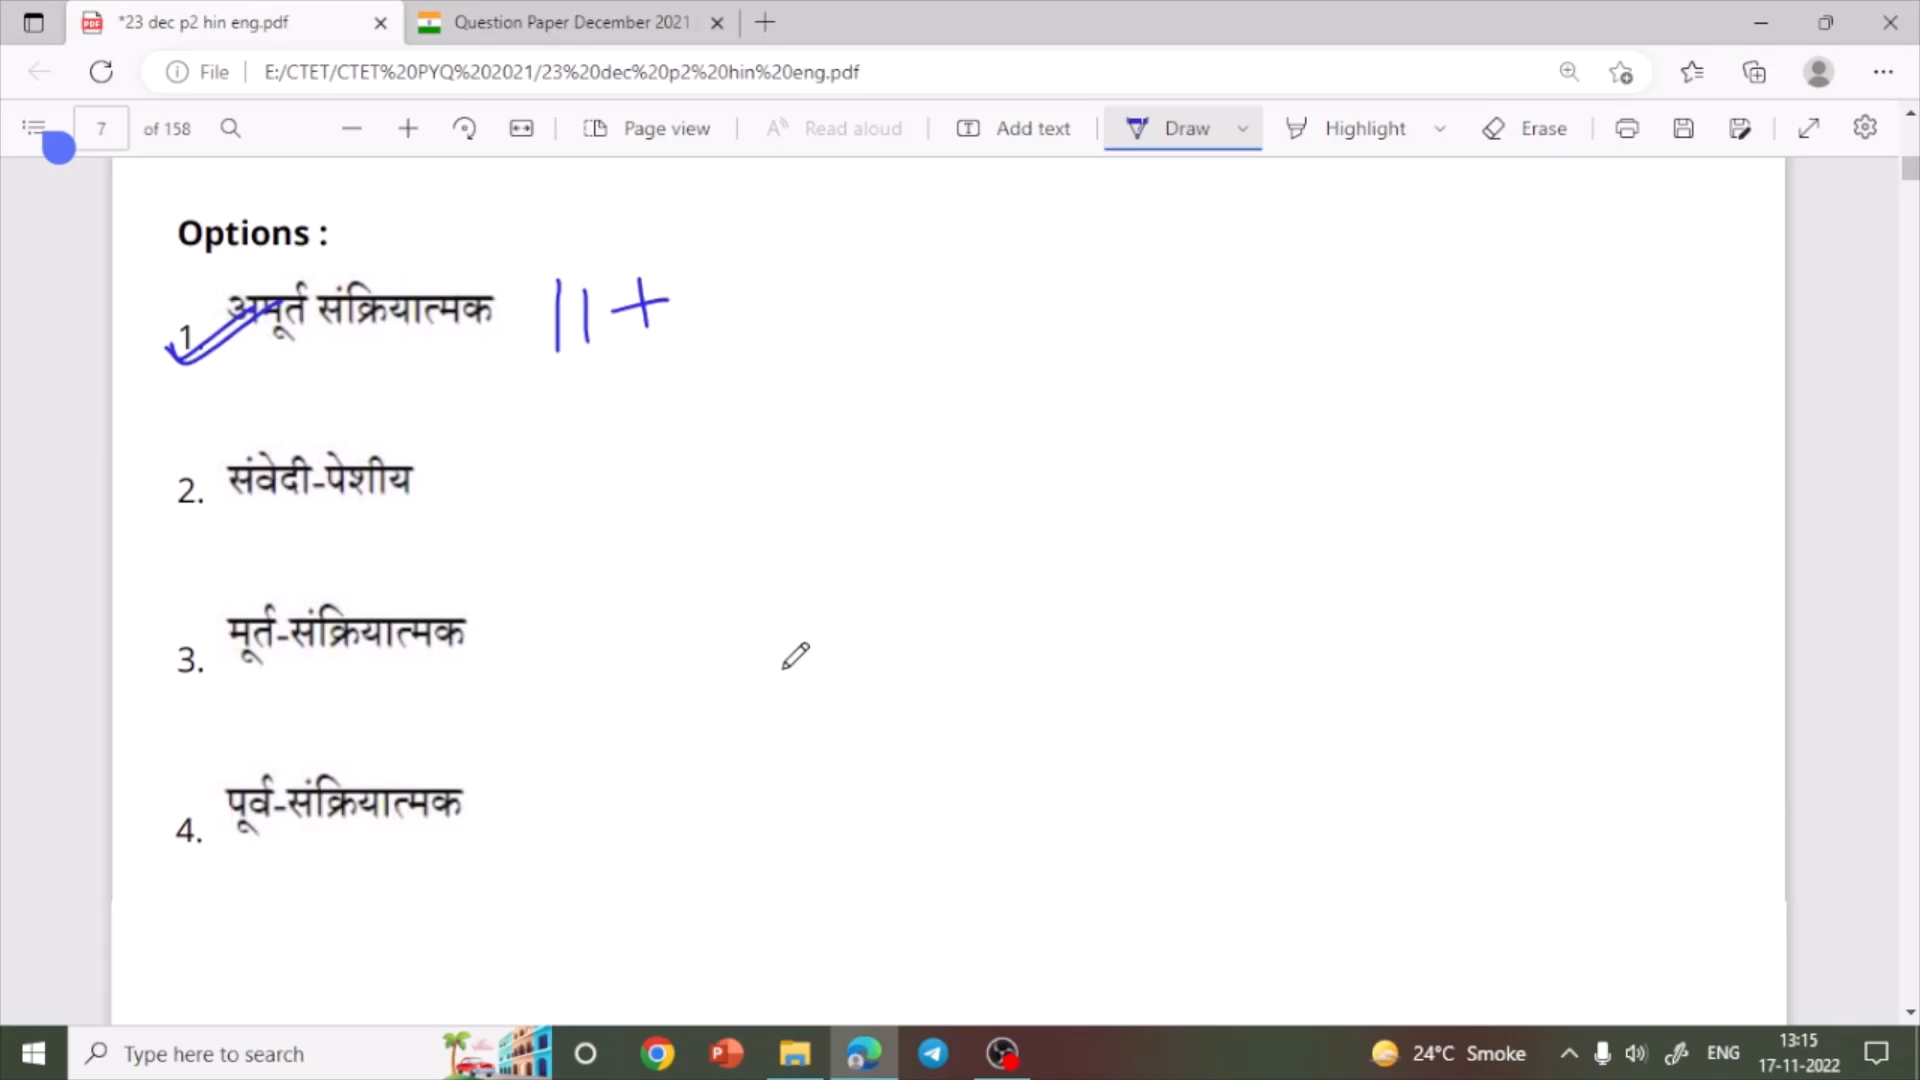 *23 dec p2 hin eng.pdf
Question Paper December 2021
File
E:/CTET/CTET%20PYQ%202021/23%20dec%20p2%20hin%20eng.pdf
7 of 158
Page view
Read aloud
Add text
Draw
Highlight
Erase
Options :
1. अमूर्त संक्रियात्मक 11+
2. संवेदी-पेशीय
3. मूर्त-संक्रियात्मक
4. पूर्व-संक्रियात्मक
Type here to search
24°C Smoke
ENG
13:15
17-11-2022